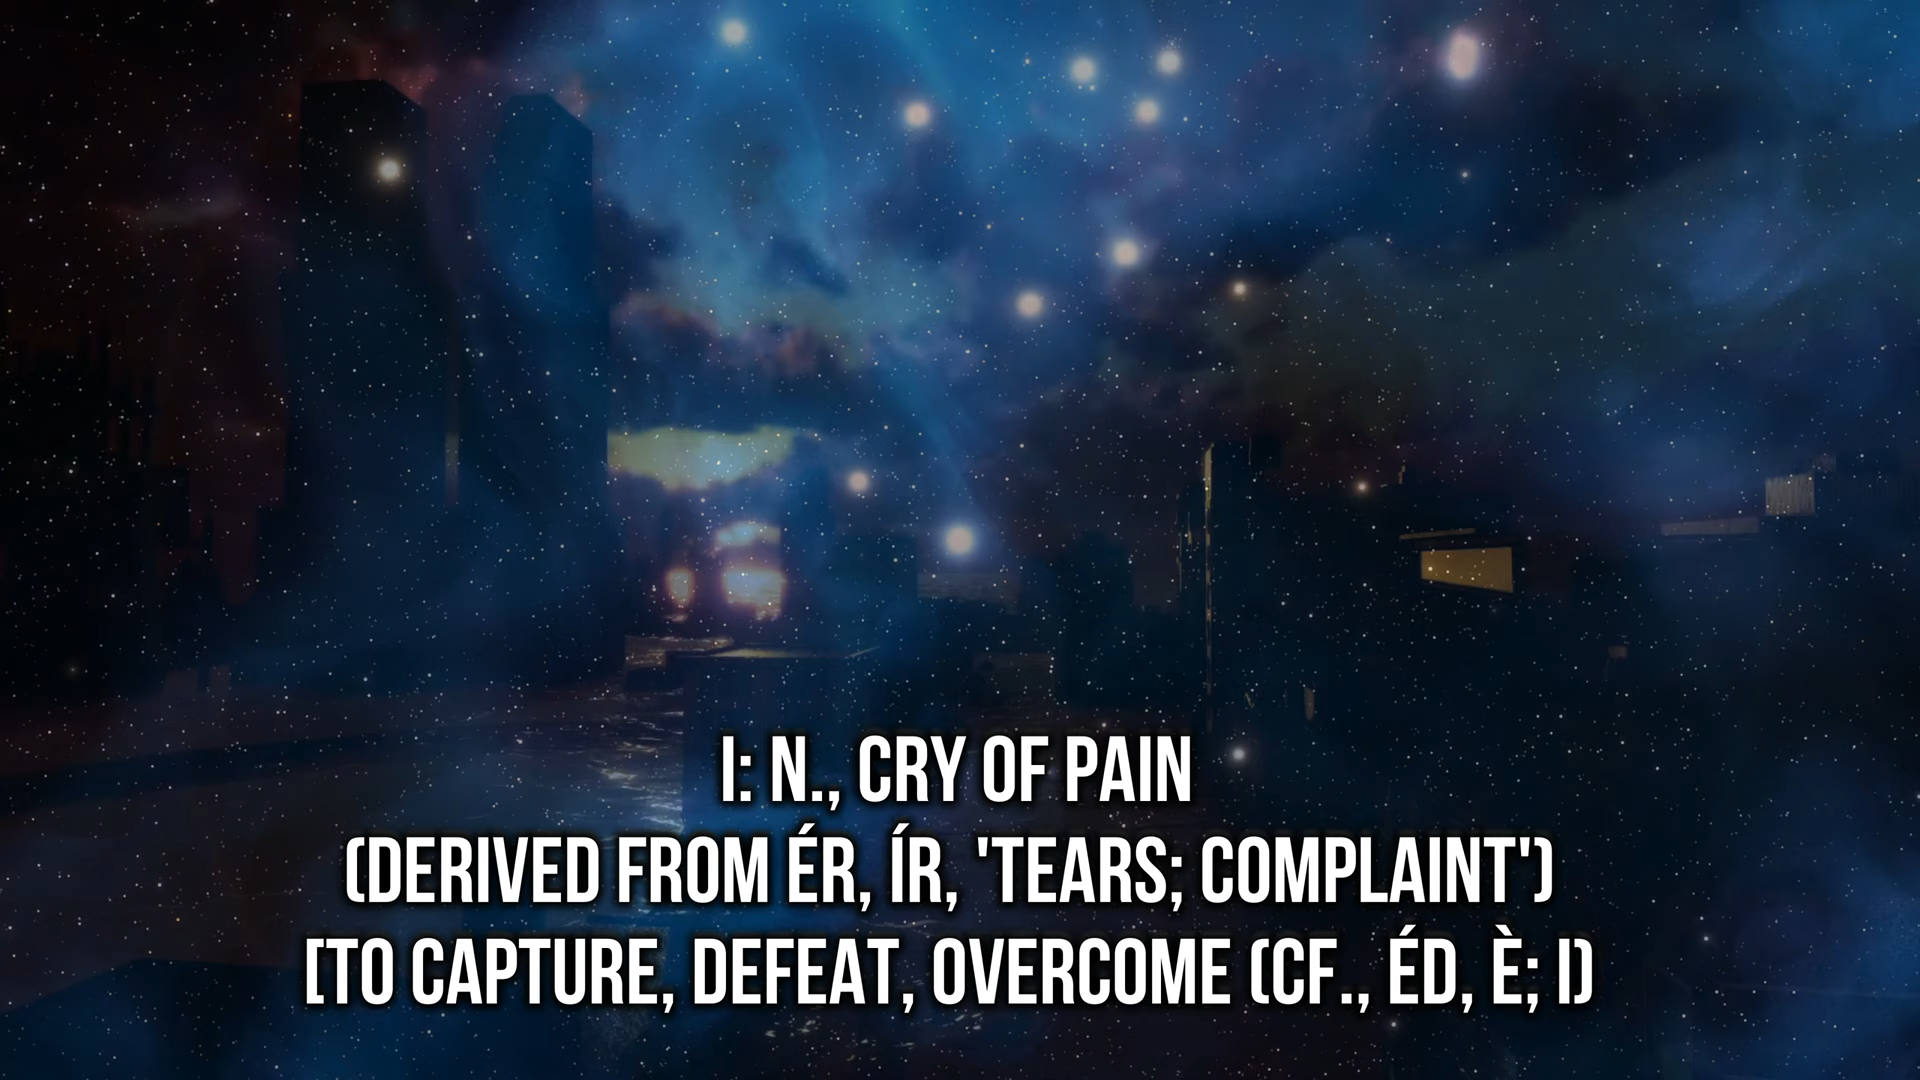 I: N., CRY OF PAIN
(DERIVED FROM ÉR, ÍR, 'TEARS; COMPLAINT')
[TO CAPTURE, DEFEAT, OVERCOME (CF., ÉD, È; I)